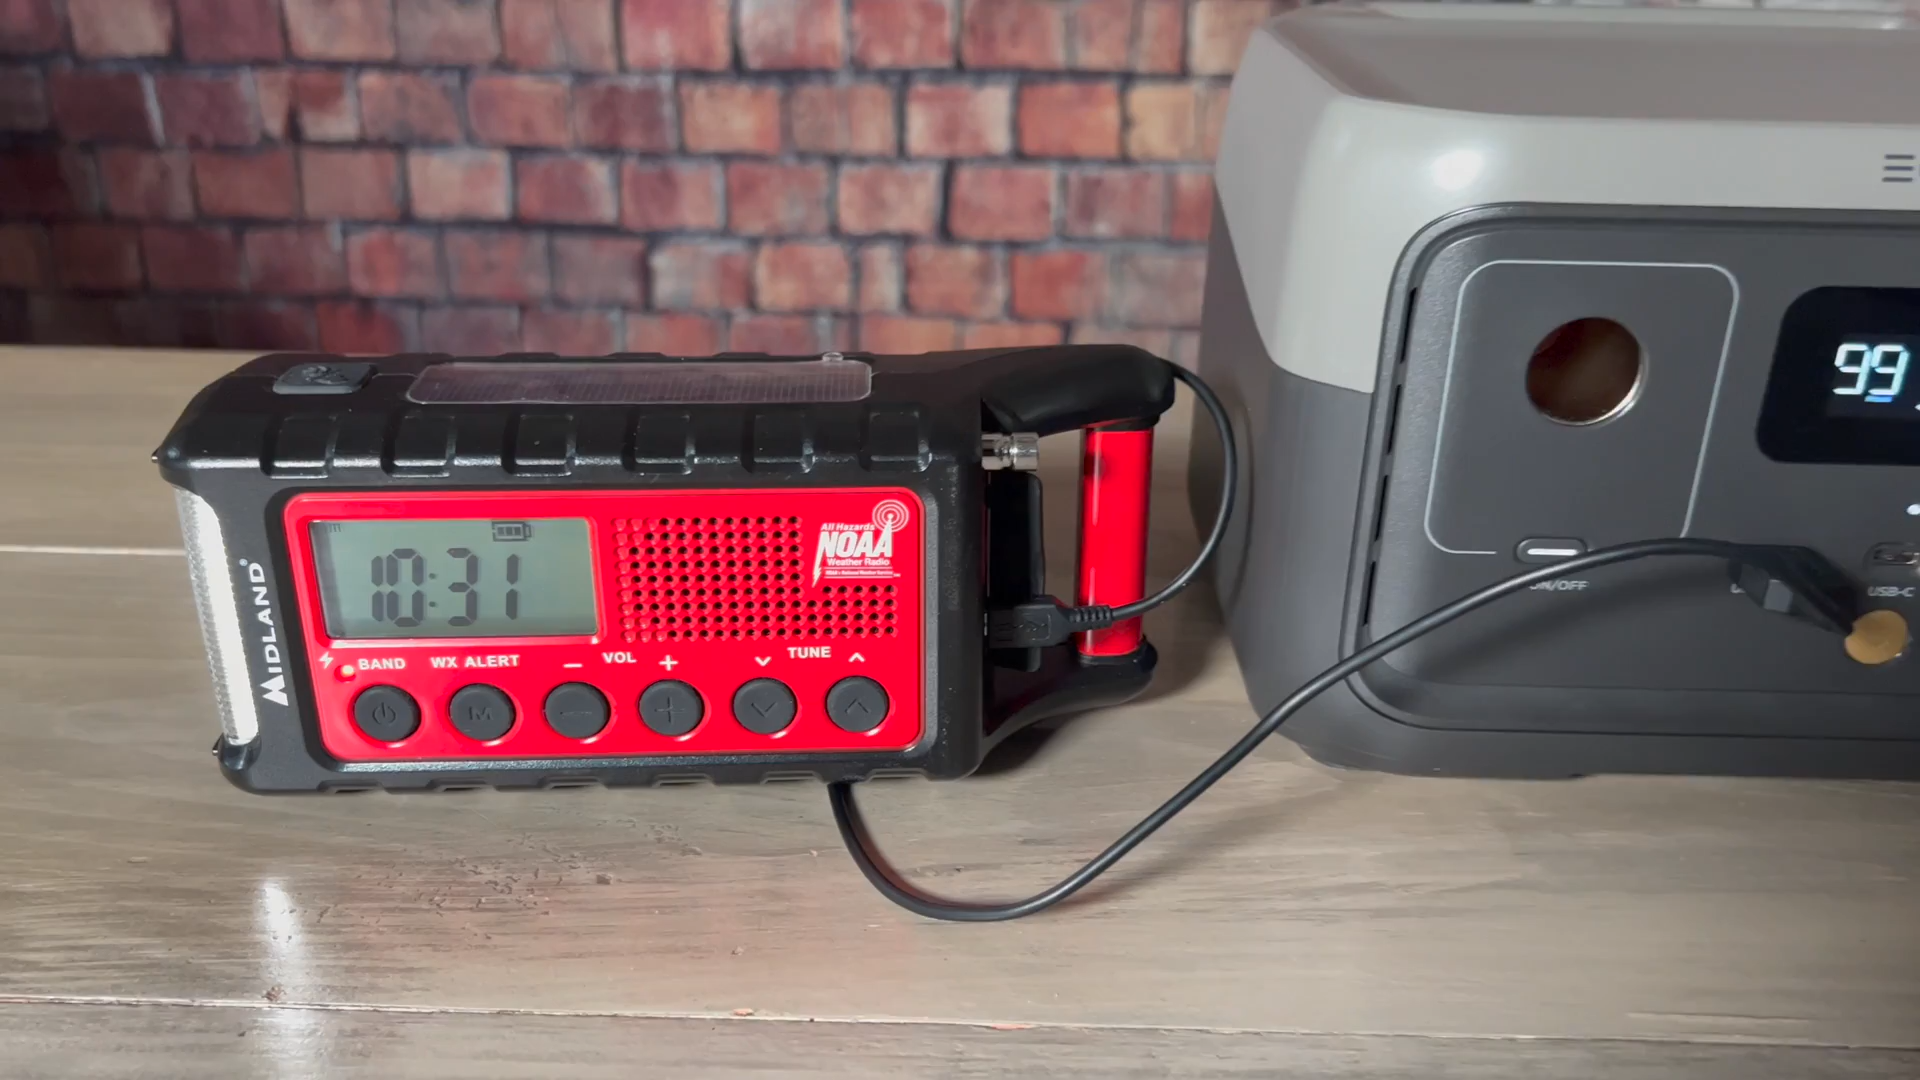 10:31
All Hazards
NOAA
Weather Radio
MIDLAND®
BAND
WX ALERT
VOL
TUNE
M
99
ON/OFF
USB-C